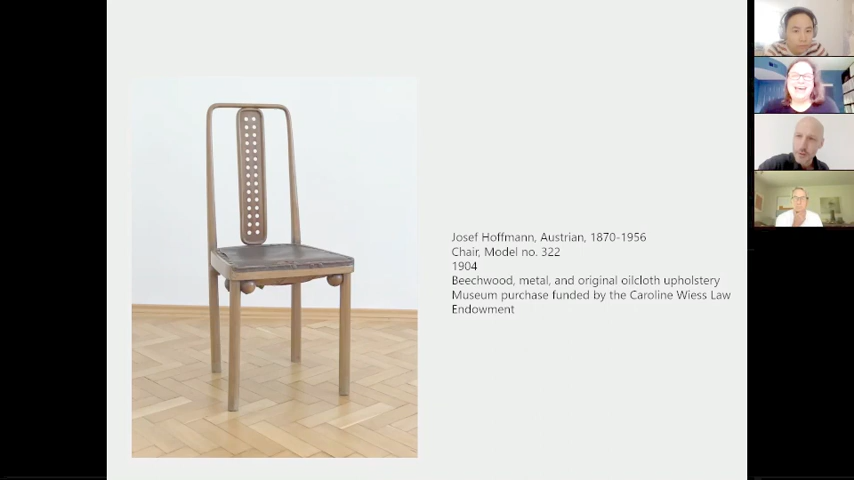 Josef Hoffmann, Austrian, 1870-1956
Chair, Model no. 322
1904
Beechwood, metal, and original oilcloth upholstery
Museum purchase funded by the Caroline Wiess Law
Endowment